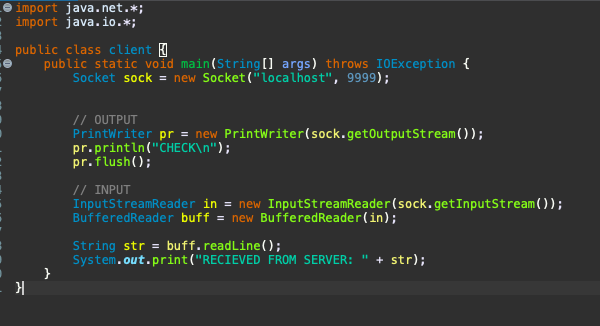 import java.net.*;
import java.io.*;
public class client {
public static void main(String[] args) throws IOException {
Socket sock = new Socket("localhost", 9999);
// OUTPUT
PrintWriter pr = new PrintWriter(sock.getOutputStream());
pr.println("CHECK\n");
pr.flush();
// INPUT
InputStreamReader in = new InputStreamReader(sock.getInputStream());
BufferedReader buff = new BufferedReader(in);
String str = buff.readLine();
System.out.print("RECIEVED FROM SERVER: " + str);
}
}